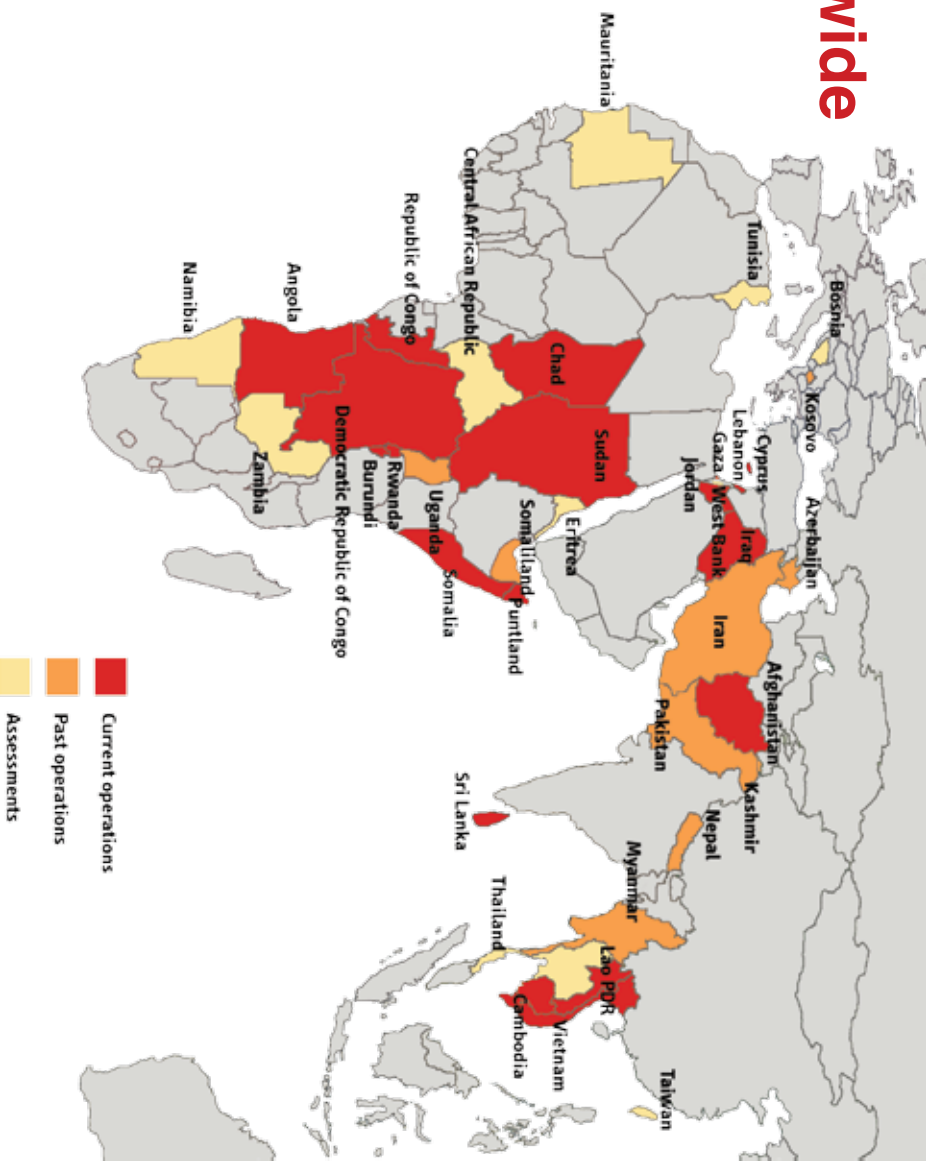 wide
Bosnia
Kosovo
Azerbaijan
Tunisia
Cyprus
Lebanon
Gaza
West Bank
Jordan
Iraq
Iran
Afghanistan
Pakistan
Kashmir
Nepal
Myanmar
Taiwan
Mauritania
Chad
Sudan
Eritrea
Somaliland
Puntland
Lao PDR
Vietnam
Cambodia
Thailand
Sri Lanka
Central African Republic
Republic of Congo
Uganda
Somalia
Rwanda
Burundi
Democratic Republic of Congo
Angola
Zambia
Namibia
Current operations
Past operations
Assessments